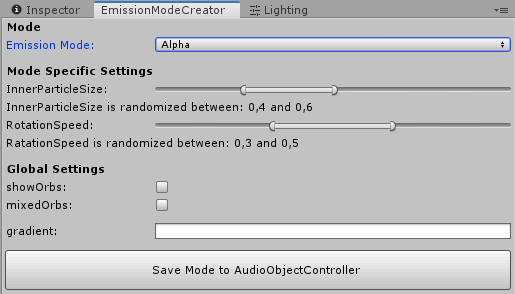 Inspector EmissionModeCreator Lighting
Mode
Emission Mode: Alpha
Mode Specific Settings
InnerParticleSize:
InnerParticleSize is randomized between: 0,4 and 0,6
RotationSpeed:
RatationSpeed is randomized between: 0,3 and 0,5
Global Settings
showOrbs:
mixedOrbs:
gradient:
Save Mode to AudioObjectController